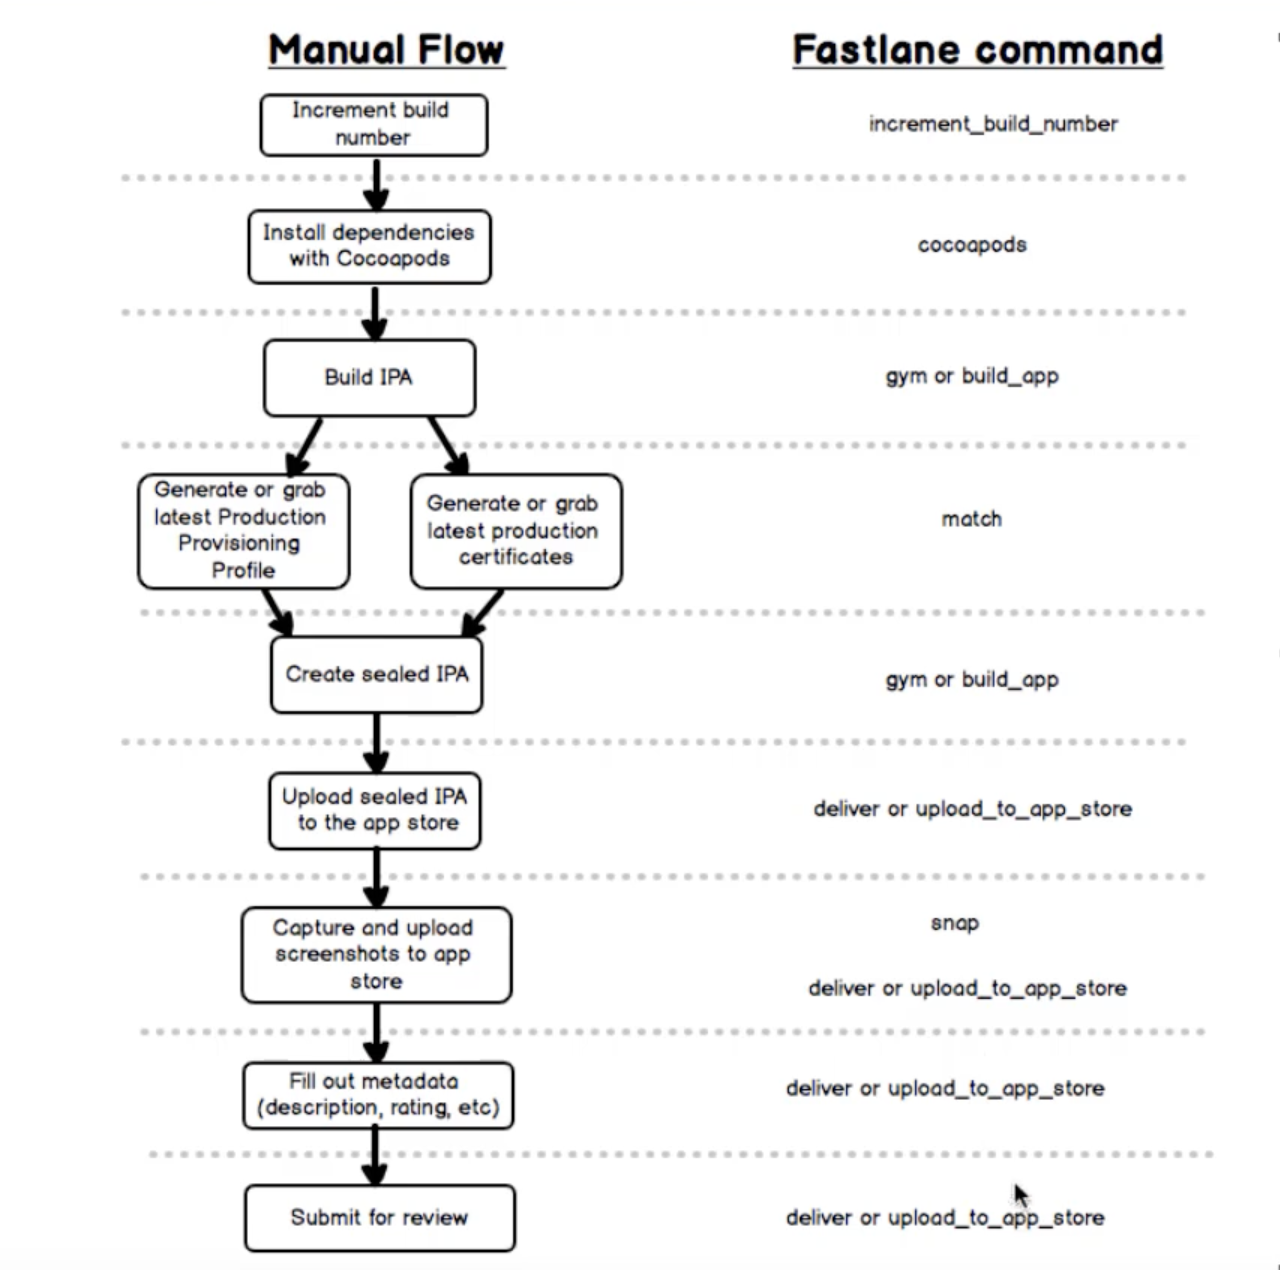 Manual Flow
Fastlane command
Increment build
number
increment_build_number
Install dependencies
with Cocoapods
cocoapods
Build IPA
gym or build_app
Generate or grab
latest Production
Provisioning
Profile
Generate or grab
latest production
certificates
match
Create sealed IPA
gym or build_app
Upload sealed IPA
to the app store
deliver or upload_to_app_store
Capture and upload
screenshots to app
store
snap
deliver or upload_to_app_store
Fill out metadata
(description, rating, etc)
deliver or upload_to_app_store
Submit for review
deliver or upload_to_app_store